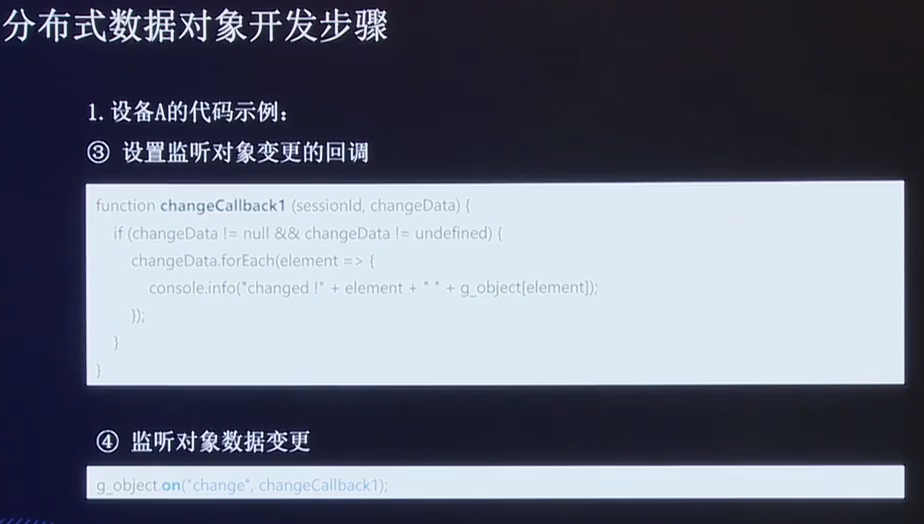 分布式数据对象开发步骤
1. 设备A的代码示例：
③ 设置监听对象变更的回调
function changeCallback1 (sessionId, changeData) {
if (changeData != null && changeData != undefined) {
changeData.forEach(element => {
console.info("changed !" + element + " " + g_object[element]);
});
}
}
④ 监听对象数据变更
g_object.on("change", changeCallback1);